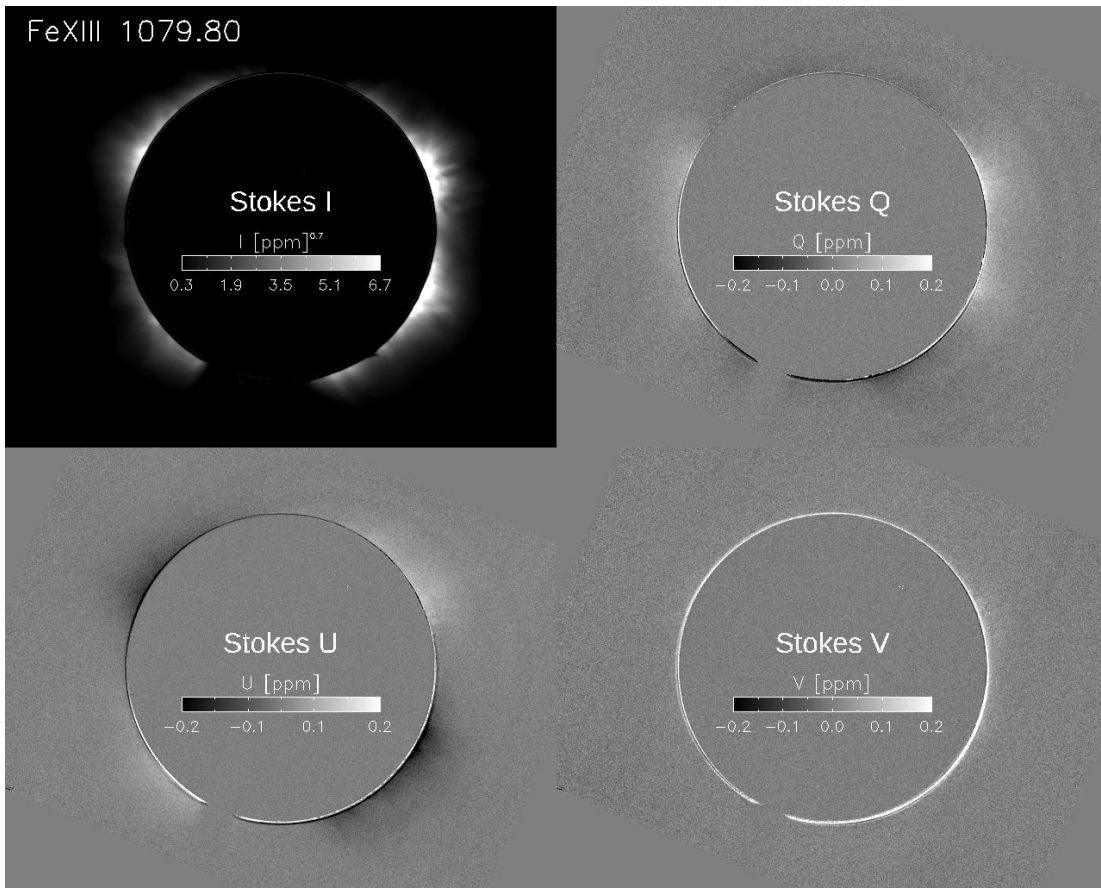 FeXIII 1079.80
Stokes I
I [ppm]⁰·⁷
0.3 1.9 3.5 5.1 6.7
Stokes Q
Q [ppm]
−0.2 −0.1 0.0 0.1 0.2
Stokes U
U [ppm]
−0.2 −0.1 0.1 0.2
Stokes V
V [ppm]
−0.2 −0.1 0.0 0.1 0.2